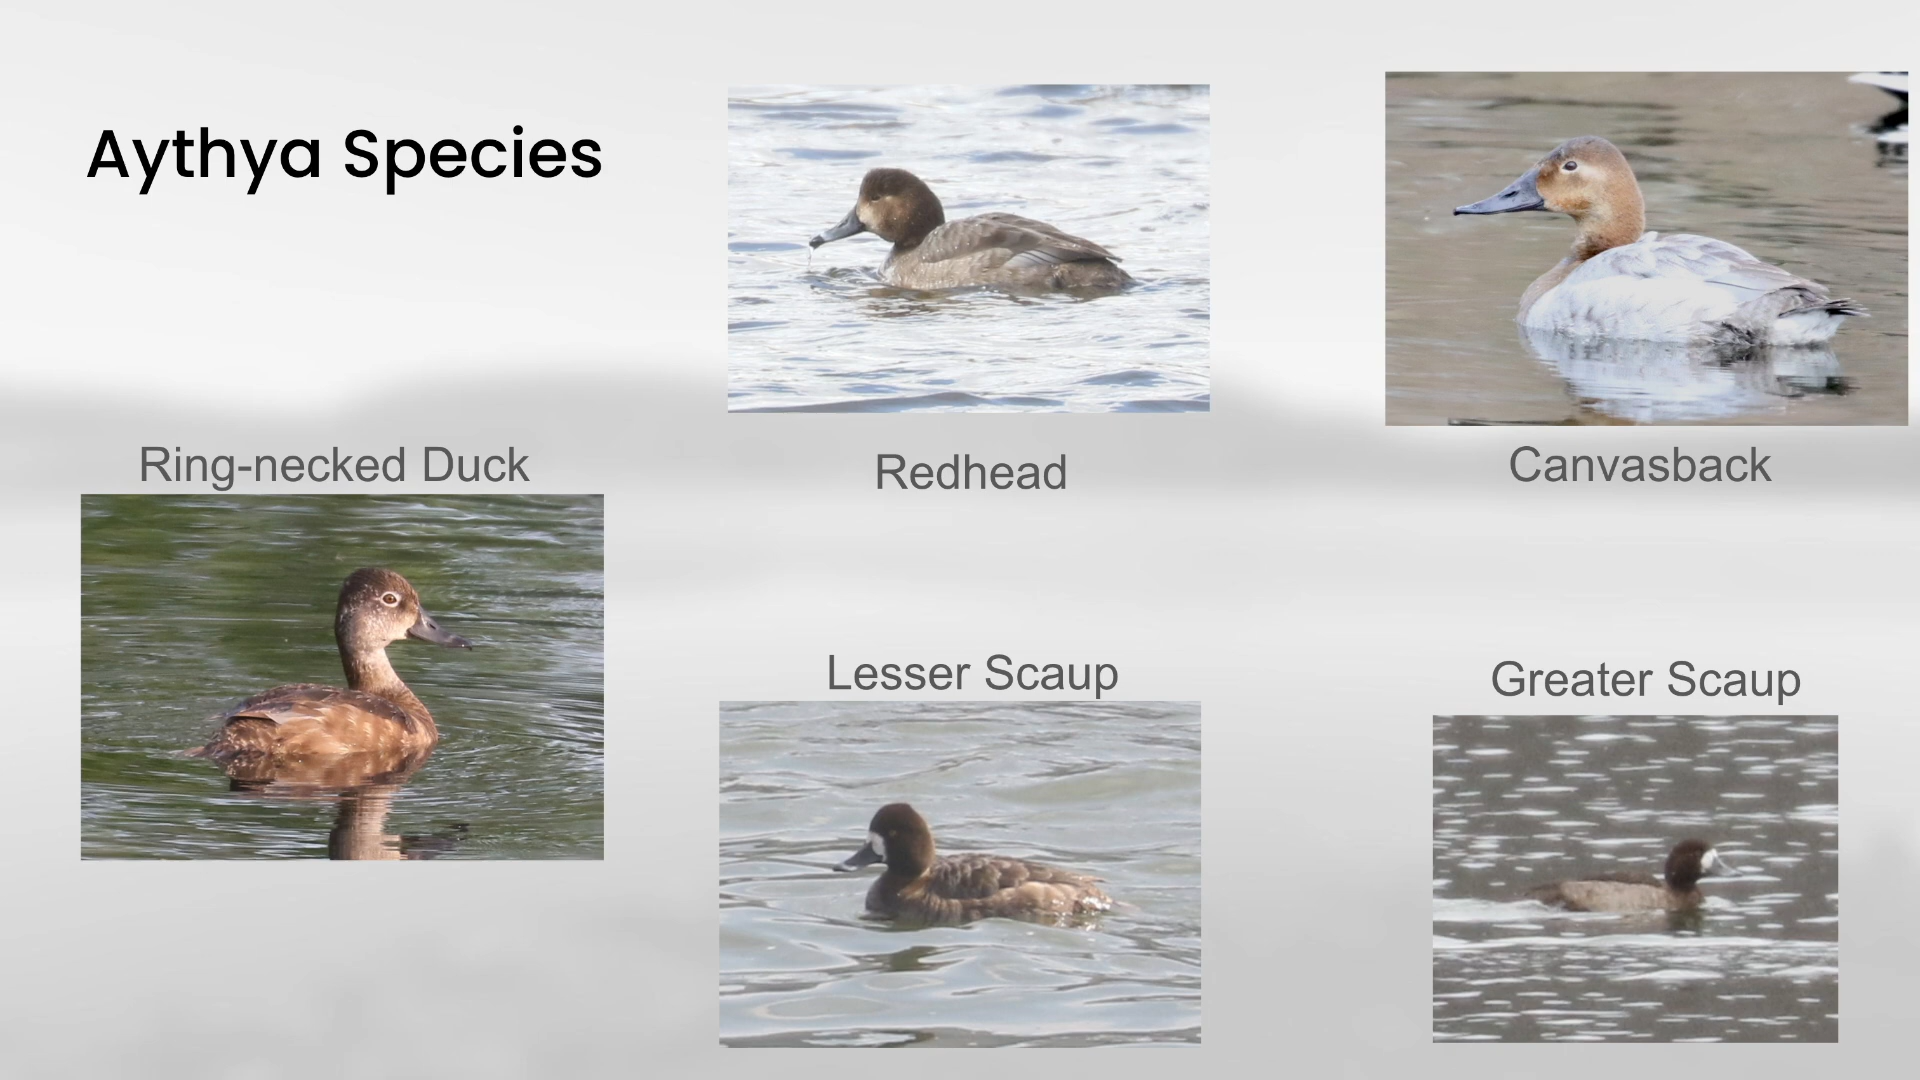 Aythya Species
Ring-necked Duck
Redhead
Canvasback
Lesser Scaup
Greater Scaup